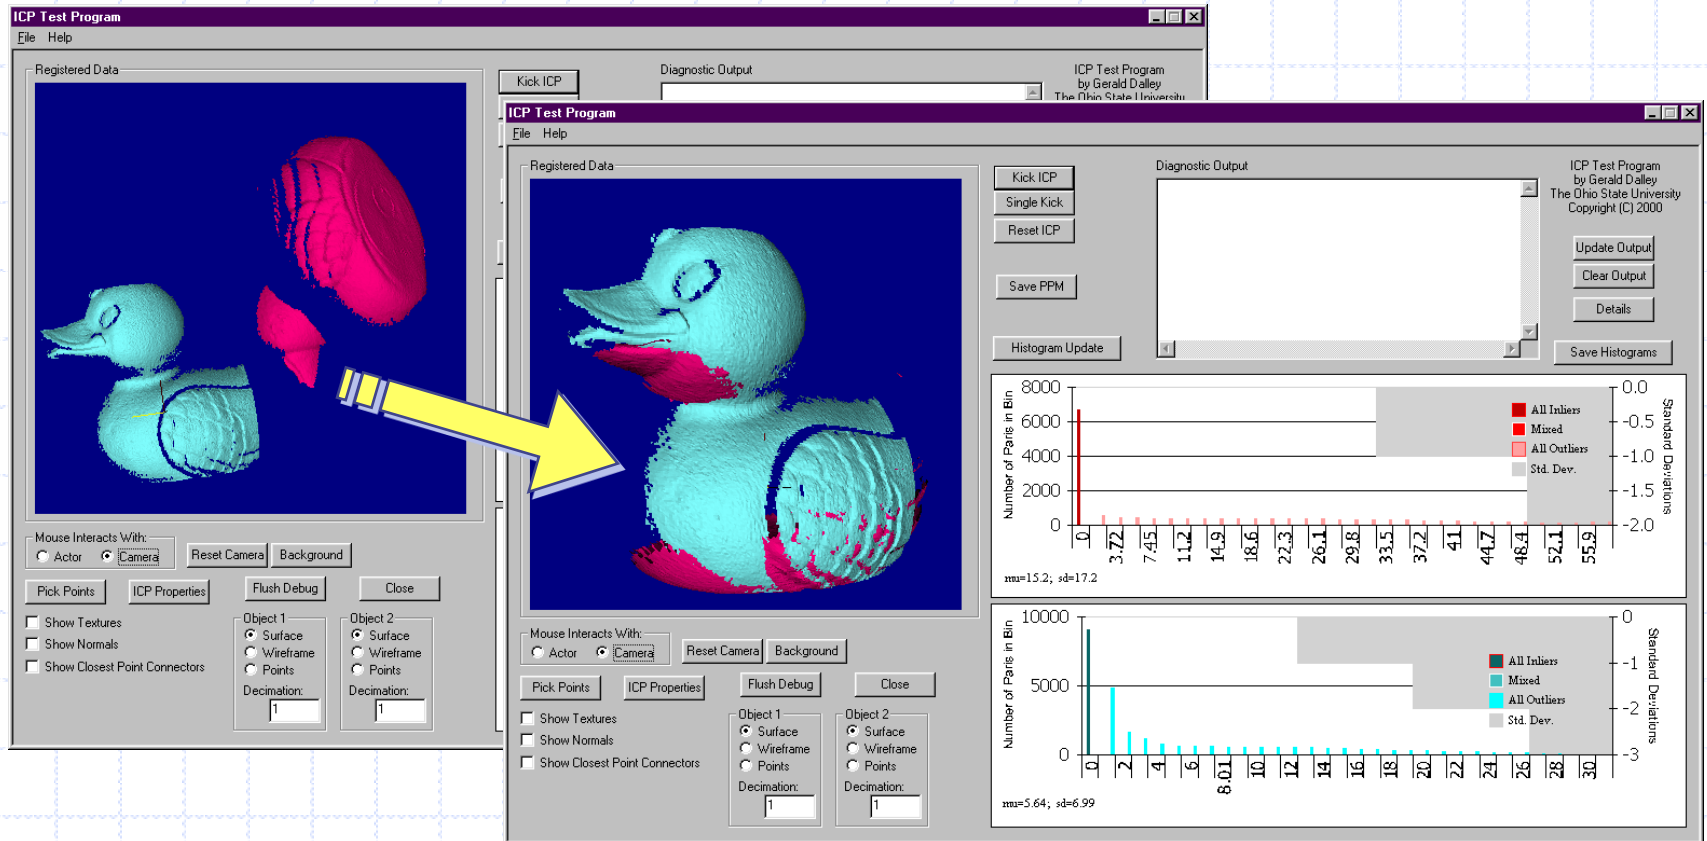 ICP Test Program
File Help
Registered Data
Kick ICP
Diagnostic Output
ICP Test Program
by Gerald Dalley
The Ohio State University
Mouse Interacts With:
Actor
Camera
Reset Camera
Background
Pick Points
ICP Properties
Flush Debug
Close
Show Textures
Show Normals
Show Closest Point Connectors
Object 1
Surface
Wireframe
Points
Decimation:
1
Object 2
Surface
Wireframe
Points
Decimation:
1
ICP Test Program
File Help
Registered Data
Kick ICP
Single Kick
Reset ICP
Save PPM
Histogram Update
Diagnostic Output
ICP Test Program
by Gerald Dalley
The Ohio State University
Copyright (C) 2000
Update Output
Clear Output
Details
Save Histograms
Number of Paris in Bin
8000
6000
4000
2000
0
0 3.72 7.45 11.2 14.9 18.6 22.3 26.1 29.8 33.5 37.2 41 44.7 48.4 52.1 55.9
0.0
-0.5
-1.0
-1.5
-2.0
Standard Deviations
All Inliers
Mixed
All Outliers
Std. Dev.
mu=15.2; sd=17.2
Number of Paris in Bin
10000
5000
0
0 2 4 6 8.01 10 12 14 16 18 20 22 24 26 28 30
0
-1
-2
-3
Standard Deviations
All Inliers
Mixed
All Outliers
Std. Dev.
mu=5.64; sd=6.99
Mouse Interacts With:
Actor
Camera
Reset Camera
Background
Pick Points
ICP Properties
Flush Debug
Close
Show Textures
Show Normals
Show Closest Point Connectors
Object 1
Surface
Wireframe
Points
Decimation:
1
Object 2
Surface
Wireframe
Points
Decimation:
1